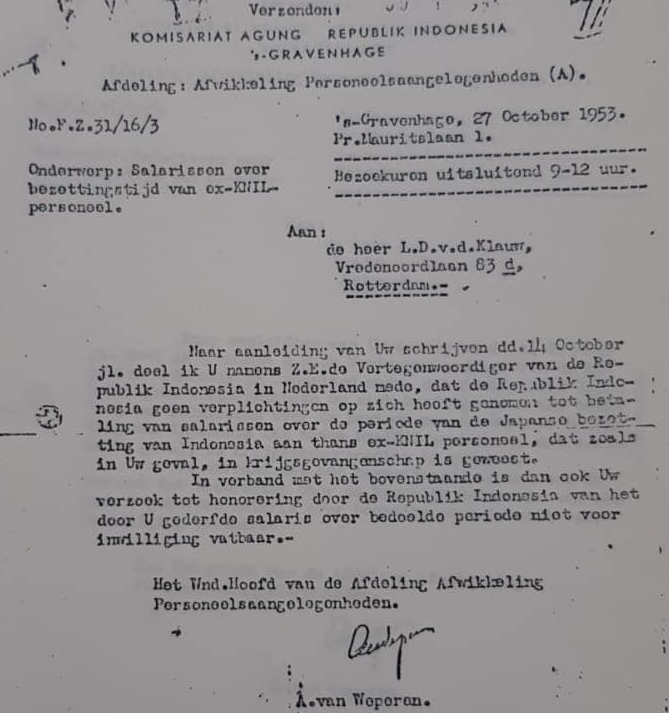 Verzonden:
KOMISARIAT AGUNG REPUBLIK INDONESIA
's-GRAVENHAGE
Afdeling: Afwikkeling Personeelsaangelegenheden (A).
No.P.Z.31/16/3
's-Gravenhage, 27 October 1953.
Pr.Mauritslaan 1.
Onderwerp: Salarissen over
bezettingstijd van ex-KNIL-
personeel.
Bezoekuren uitsluitend 9-12 uur.
Aan:
de heer L.D.v.d.Klauw,
Vredenoordlaan 83 d,
Rotterdam.-
Naar aanleiding van Uw schrijven dd.14 October
jl. deel ik U namens Z.E.de Vertegenwoordiger van de Re-
publik Indonesia in Nederland mede, dat de Republik Indo-
nesia geen verplichtingen op zich heeft genomen tot beta-
ling van salarissen over de periode van de Japanse bezet-
ting van Indonesia aan thans ex-KNIL personeel, dat zoals
in Uw geval, in krijgsgevangenschap is geweest.
In verband met het bovenstaande is dan ook Uw
verzoek tot honorering door de Republik Indonesia van het
door U gederfde salaris over bedoelde periode niet voor
inwilliging vatbaar.-
Het Wnd.Hoofd van de Afdeling Afwikkeling
Personeelsaangelegenheden.
A.van Woperen.